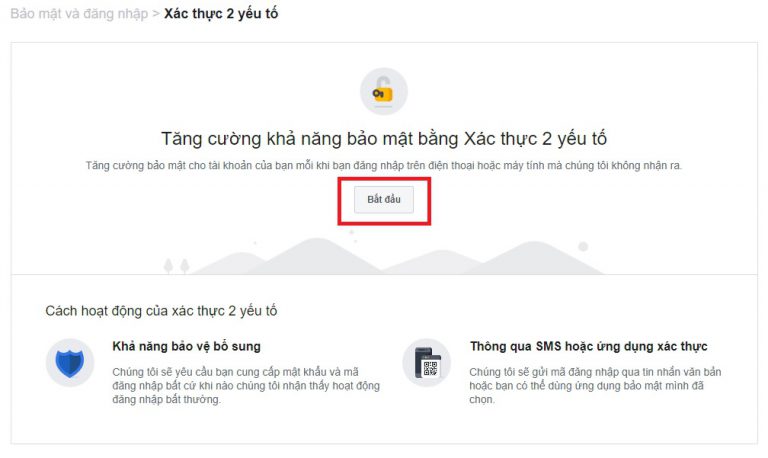 Bảo mật và đăng nhập > Xác thực 2 yếu tố
Tăng cường khả năng bảo mật bằng Xác thực 2 yếu tố
Tăng cường bảo mật cho tài khoản của bạn mỗi khi bạn đăng nhập trên điện thoại hoặc máy tính mà chúng tôi không nhận ra.
Bắt đầu
Cách hoạt động của xác thực 2 yếu tố
Khả năng bảo vệ bổ sung
Chúng tôi sẽ yêu cầu bạn cung cấp mật khẩu và mã
đăng nhập bất cứ khi nào chúng tôi nhận thấy hoạt động
đăng nhập bất thường.
Thông qua SMS hoặc ứng dụng xác thực
Chúng tôi sẽ gửi mã đăng nhập qua tin nhắn văn bản
hoặc bạn có thể dùng ứng dụng bảo mật mình đã
chọn.